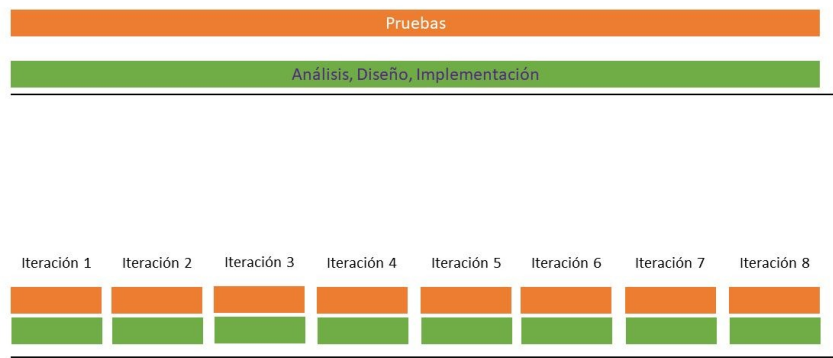 Pruebas
Análisis, Diseño, Implementación
Iteración 1 Iteración 2 Iteración 3 Iteración 4 Iteración 5 Iteración 6 Iteración 7 Iteración 8